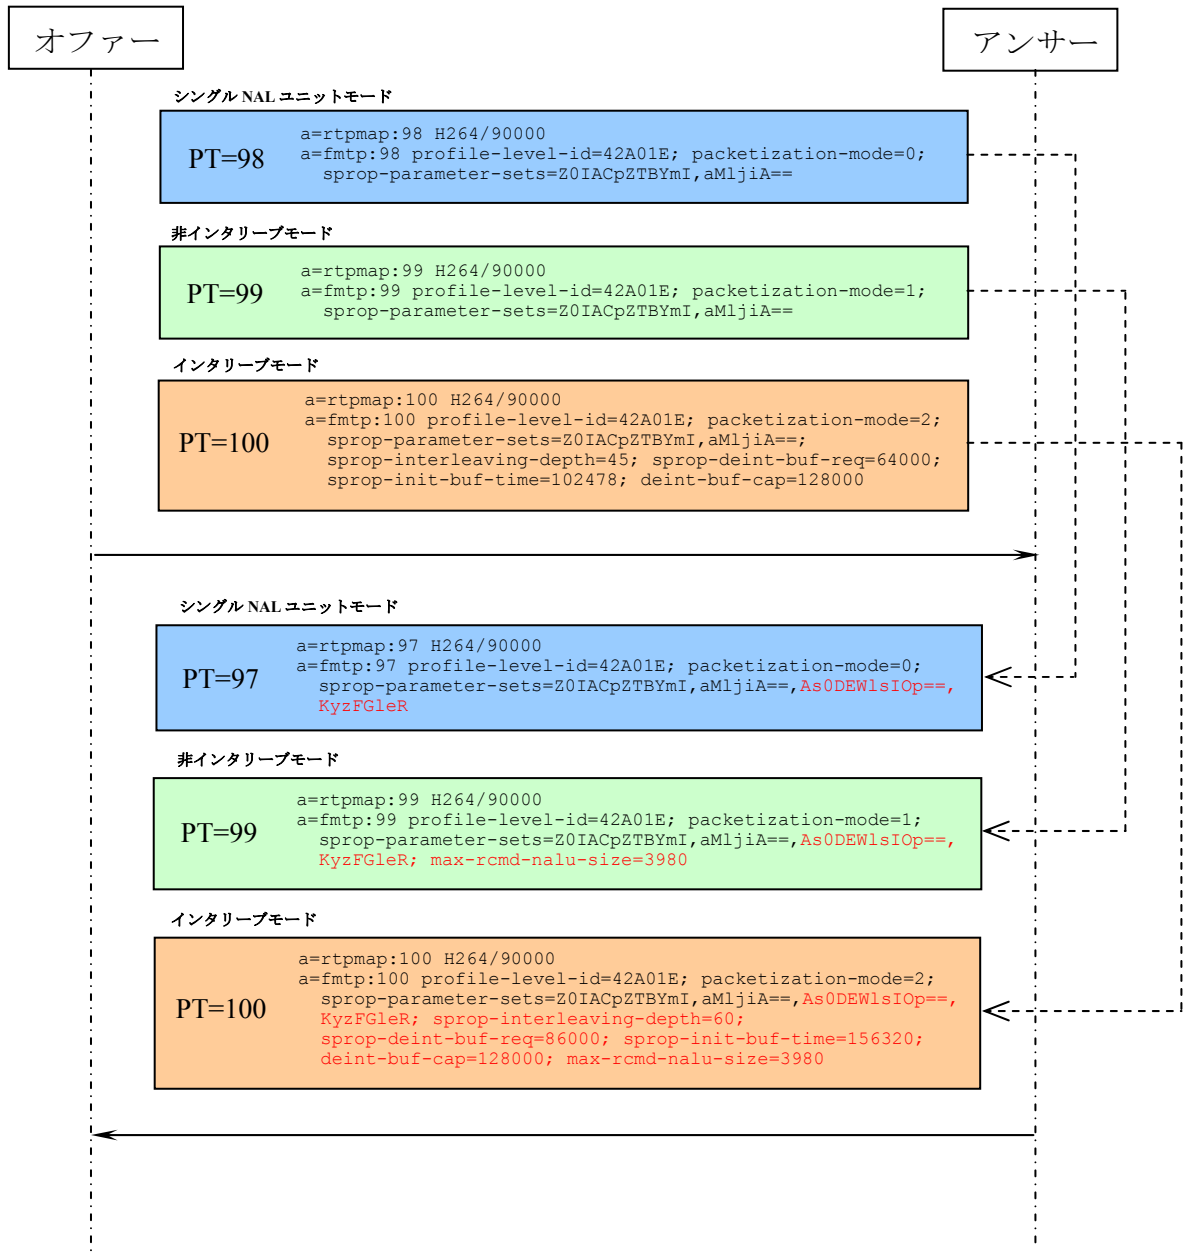 オファー
アンサー
シングル NAL ユニットモード
PT=98
a=rtpmap:98 H264/90000
a=fmtp:98 profile-level-id=42A01E; packetization-mode=0;
sprop-parameter-sets=Z0IACpZTBYmI,aMljiA==
非インタリーブモード
PT=99
a=rtpmap:99 H264/90000
a=fmtp:99 profile-level-id=42A01E; packetization-mode=1;
sprop-parameter-sets=Z0IACpZTBYmI,aMljiA==
インタリーブモード
PT=100
a=rtpmap:100 H264/90000
a=fmtp:100 profile-level-id=42A01E; packetization-mode=2;
sprop-parameter-sets=Z0IACpZTBYmI,aMljiA==;
sprop-interleaving-depth=45; sprop-deint-buf-req=64000;
sprop-init-buf-time=102478; deint-buf-cap=128000
シングル NAL ユニットモード
PT=97
a=rtpmap:97 H264/90000
a=fmtp:97 profile-level-id=42A01E; packetization-mode=0;
sprop-parameter-sets=Z0IACpZTBYmI,aMljiA==,As0DEWlsIOp==,
KyzFGleR
非インタリーブモード
PT=99
a=rtpmap:99 H264/90000
a=fmtp:99 profile-level-id=42A01E; packetization-mode=1;
sprop-parameter-sets=Z0IACpZTBYmI,aMljiA==,As0DEWlsIOp==,
KyzFGleR; max-rcmd-nalu-size=3980
インタリーブモード
PT=100
a=rtpmap:100 H264/90000
a=fmtp:100 profile-level-id=42A01E; packetization-mode=2;
sprop-parameter-sets=Z0IACpZTBYmI,aMljiA==,As0DEWlsIOp==,
KyzFGleR; sprop-interleaving-depth=60;
sprop-deint-buf-req=86000; sprop-init-buf-time=156320;
deint-buf-cap=128000; max-rcmd-nalu-size=3980